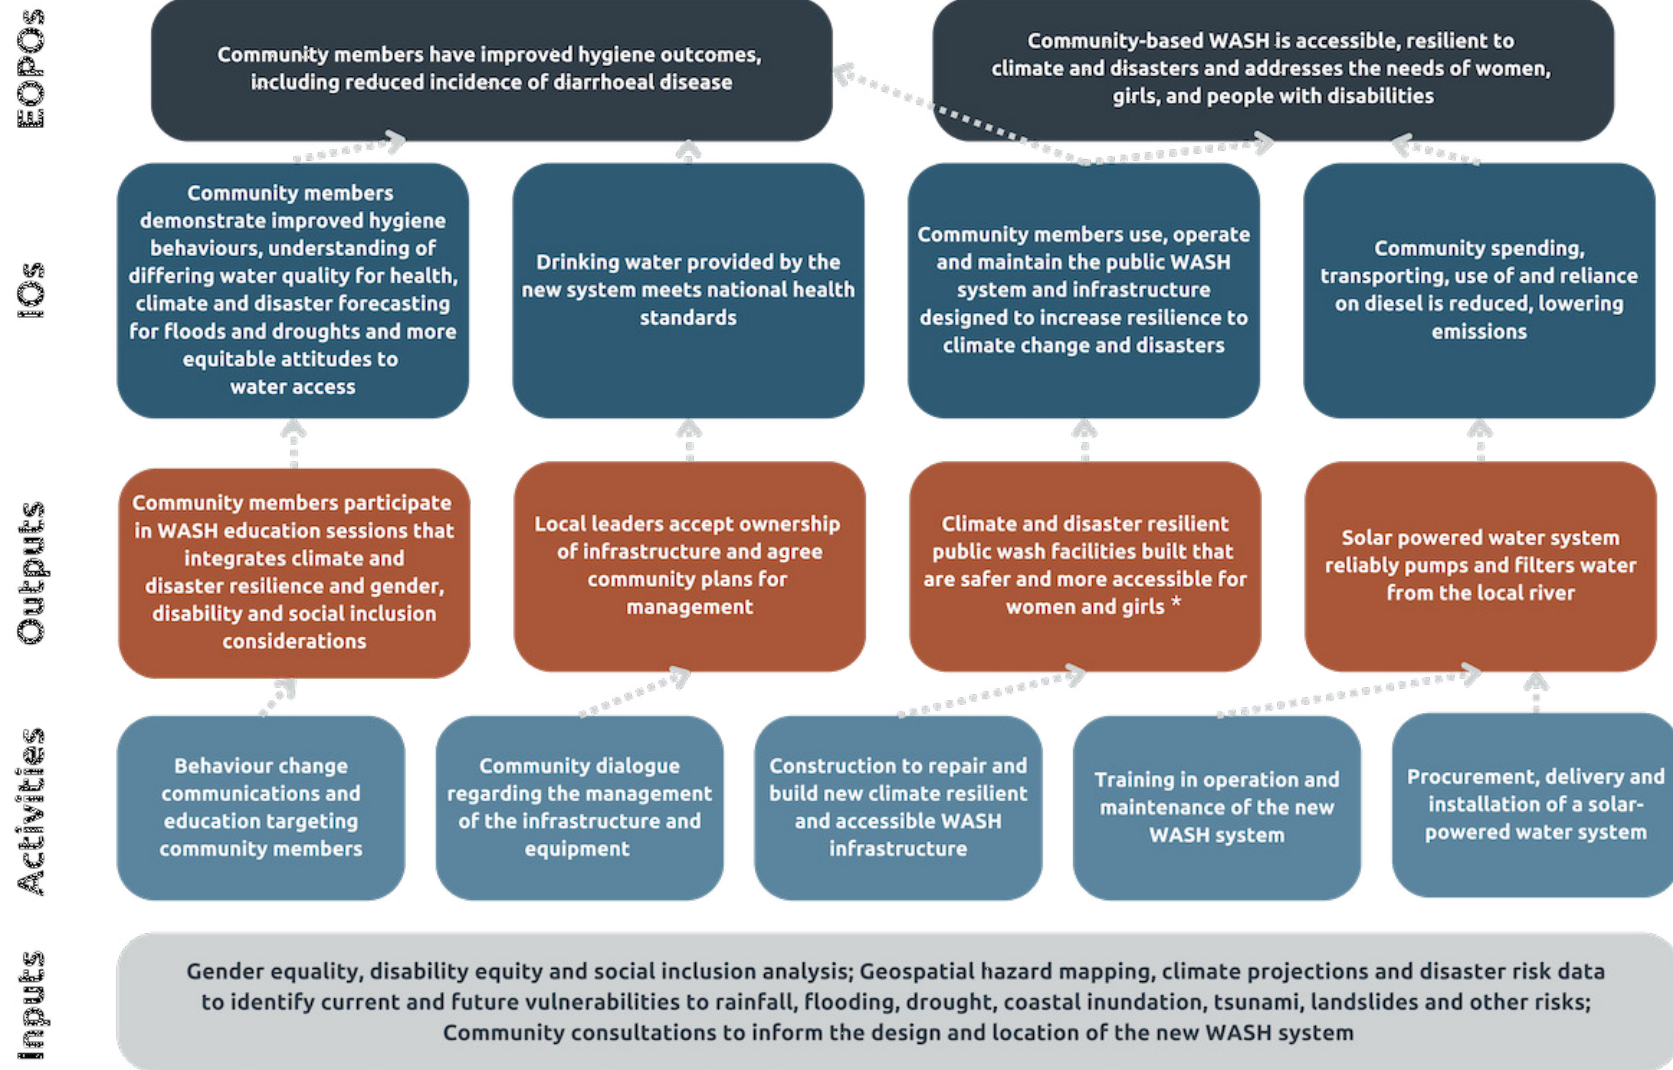 EOPOs
Community members have improved hygiene outcomes,
including reduced incidence of diarrhoeal disease
Community-based WASH is accessible, resilient to
climate and disasters and addresses the needs of women,
girls, and people with disabilities
IOs
Community members
demonstrate improved hygiene
behaviours, understanding of
differing water quality for health,
climate and disaster forecasting
for floods and droughts and more
equitable attitudes to
water access
Drinking water provided by the
new system meets national health
standards
Community members use, operate
and maintain the public WASH
system and infrastructure
designed to increase resilience to
climate change and disasters
Community spending,
transporting, use of and reliance
on diesel is reduced, lowering
emissions
Outputs
Community members participate
in WASH education sessions that
integrates climate and
disaster resilience and gender,
disability and social inclusion
considerations
Local leaders accept ownership
of infrastructure and agree
community plans for
management
Climate and disaster resilient
public wash facilities built that
are safer and more accessible for
women and girls *
Solar powered water system
reliably pumps and filters water
from the local river
Activities
Behaviour change
communications and
education targeting
community members
Community dialogue
regarding the management
of the infrastructure and
equipment
Construction to repair and
build new climate resilient
and accessible WASH
infrastructure
Training in operation and
maintenance of the new
WASH system
Procurement, delivery and
installation of a solar-
powered water system
Inputs
Gender equality, disability equity and social inclusion analysis; Geospatial hazard mapping, climate projections and disaster risk data
to identify current and future vulnerabilities to rainfall, flooding, drought, coastal inundation, tsunami, landslides and other risks;
Community consultations to inform the design and location of the new WASH system